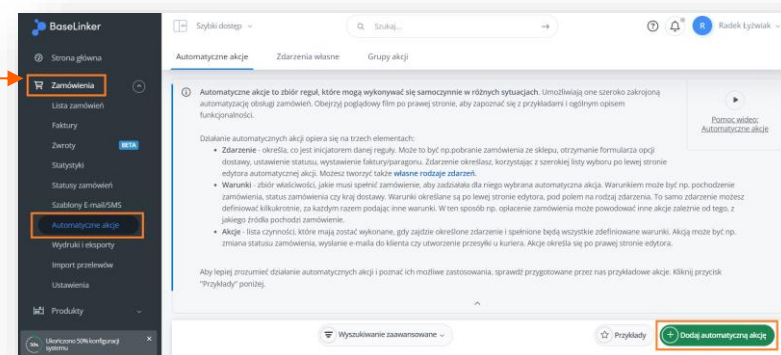 BaseLinker
Szybki dostęp
Szukaj...
R Radek Łyżwiak
Strona główna
Zamówienia
Lista zamówień
Faktury
Zwroty BETA
Statystyki
Statusy zamówień
Szablony E-mail/SMS
Automatyczne akcje
Wydruki i eksporty
Import przelewów
Ustawienia
Produkty
50% Ukończono 50% konfiguracji
systemu
Automatyczne akcje Zdarzenia własne Grupy akcji
Automatyczne akcje to zbiór reguł, które mogą wykonywać się samoczynnie w różnych sytuacjach. Umożliwiają one szeroko zakrojoną
automatyzację obsługi zamówień. Obejrzyj poglądowy film po prawej stronie, aby zapoznać się z przykładami i ogólnym opisem
funkcjonalności.
Działanie automatycznych akcji opiera się na trzech elementach:
• Zdarzenie - określa, co jest inicjatorem danej reguły. Może to być np.pobranie zamówienia ze sklepu, otrzymanie formularza opcji
dostawy, ustawienie statusu, wystawienie faktury/paragonu. Zdarzenie określasz, korzystając z szerokiej listy wyboru po lewej stronie
edytora automatycznej akcji. Możesz tworzyć także własne rodzaje zdarzeń.
• Warunki - zbiór właściwości, jakie musi spełnić zamówienie, aby zadziałała dla niego wybrana automatyczna akcja. Warunkiem może być np. pochodzenie
zamówienia, status zamówienia czy kraj dostawy. Warunki określane są po lewej stronie edytora, pod polem na rodzaj zdarzenia. To samo zdarzenie możesz
definiować kilkukrotnie, za każdym razem podając inne warunki. W ten sposób np. opłacenie zamówienia może powodować inne akcje zależnie od tego, z
jakiego źródła pochodzi zamówienie.
• Akcje - lista czynności, które mają zostać wykonane, gdy zajdzie określone zdarzenie i spełnione będą wszystkie zdefiniowane warunki. Akcją może być np.
zmiana statusu zamówienia, wysłanie e-maila do klienta czy utworzenie przesyłki u kuriera. Akcje określa się po prawej stronie edytora.
Aby lepiej zrozumieć działanie automatycznych akcji i poznać ich możliwe zastosowania, sprawdź przygotowane przez nas przykładowe akcje. Kliknij przycisk
"Przykłady" poniżej.
Pomoc wideo:
Automatyczne akcje
Wyszukiwanie zaawansowane
Przykłady
Dodaj automatyczną akcję